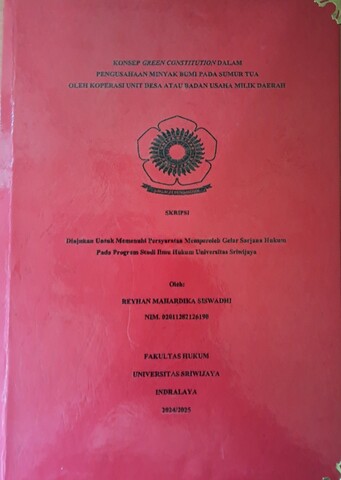 KONSEP GREEN CONSTITUTION DALAM
PENGUSAHAAN MINYAK BUMI PADA SUMUR TUA
OLEH KOPERASI UNIT DESA ATAU BADAN USAHA MILIK DAERAH
SKRIPSI
Diajukan Untuk Memenuhi Persyaratan Memperoleh Gelar Sarjana Hukum
Pada Program Studi Ilmu Hukum Universitas Sriwijaya
Oleh:
REYHAN MAHARDIKA SISWADHI
NIM. 02011282126190
FAKULTAS HUKUM
UNIVERSITAS SRIWIJAYA
INDRALAYA
2024/2025